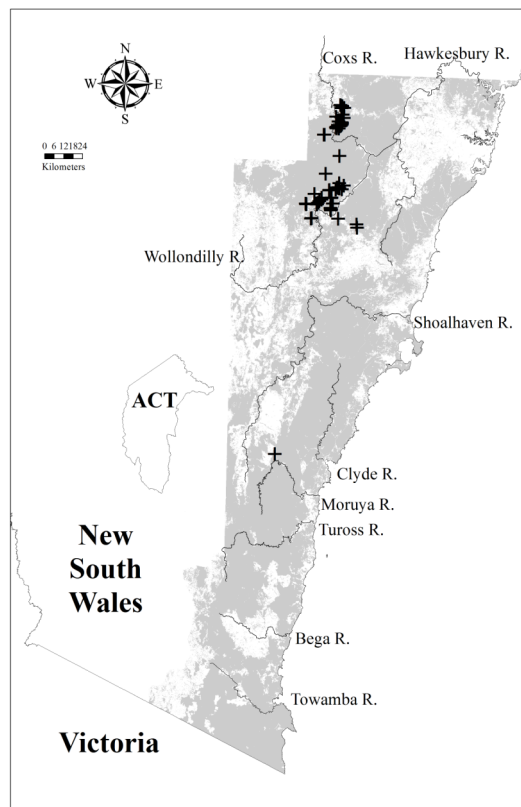 Coxs R.
Hawkesbury R.
N
W E
S
0 6 121824
Kilometers
Wollondilly R.
Shoalhaven R.
ACT
Clyde R.
Moruya R.
Tuross R.
New
South
Wales
Bega R.
Towamba R.
Victoria